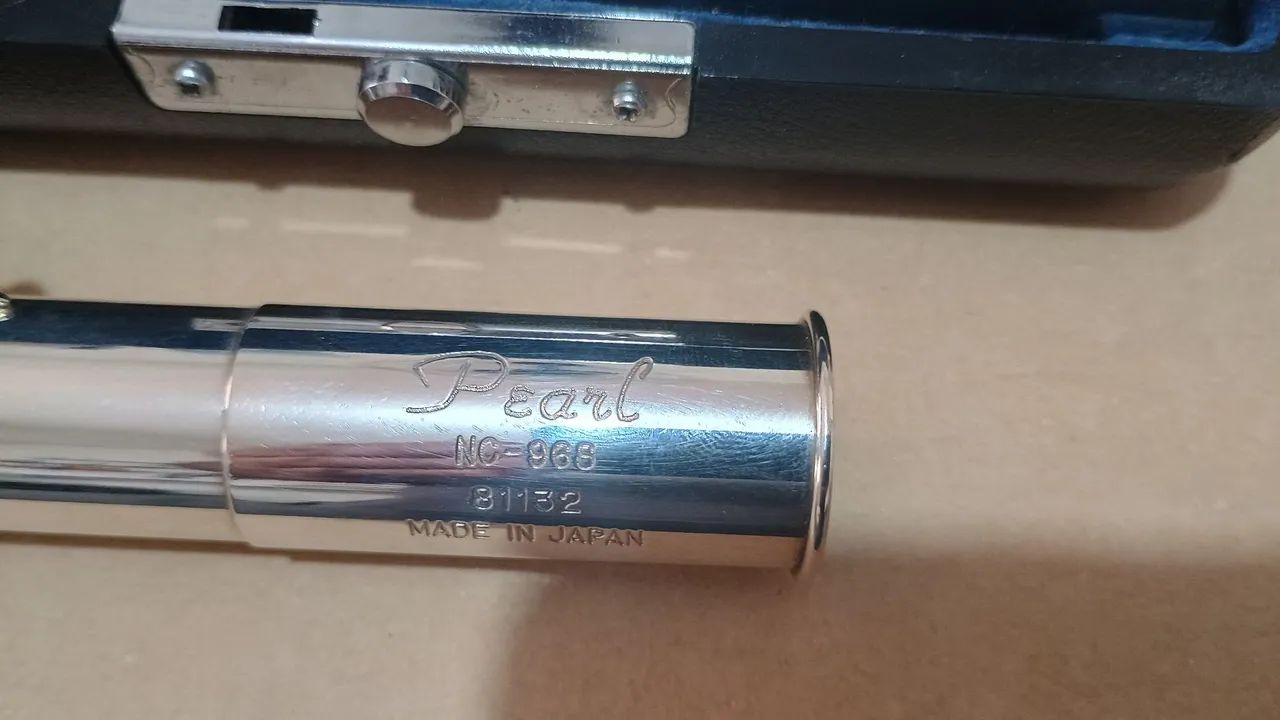 Pearl
NC-968
81132
MADE IN JAPAN